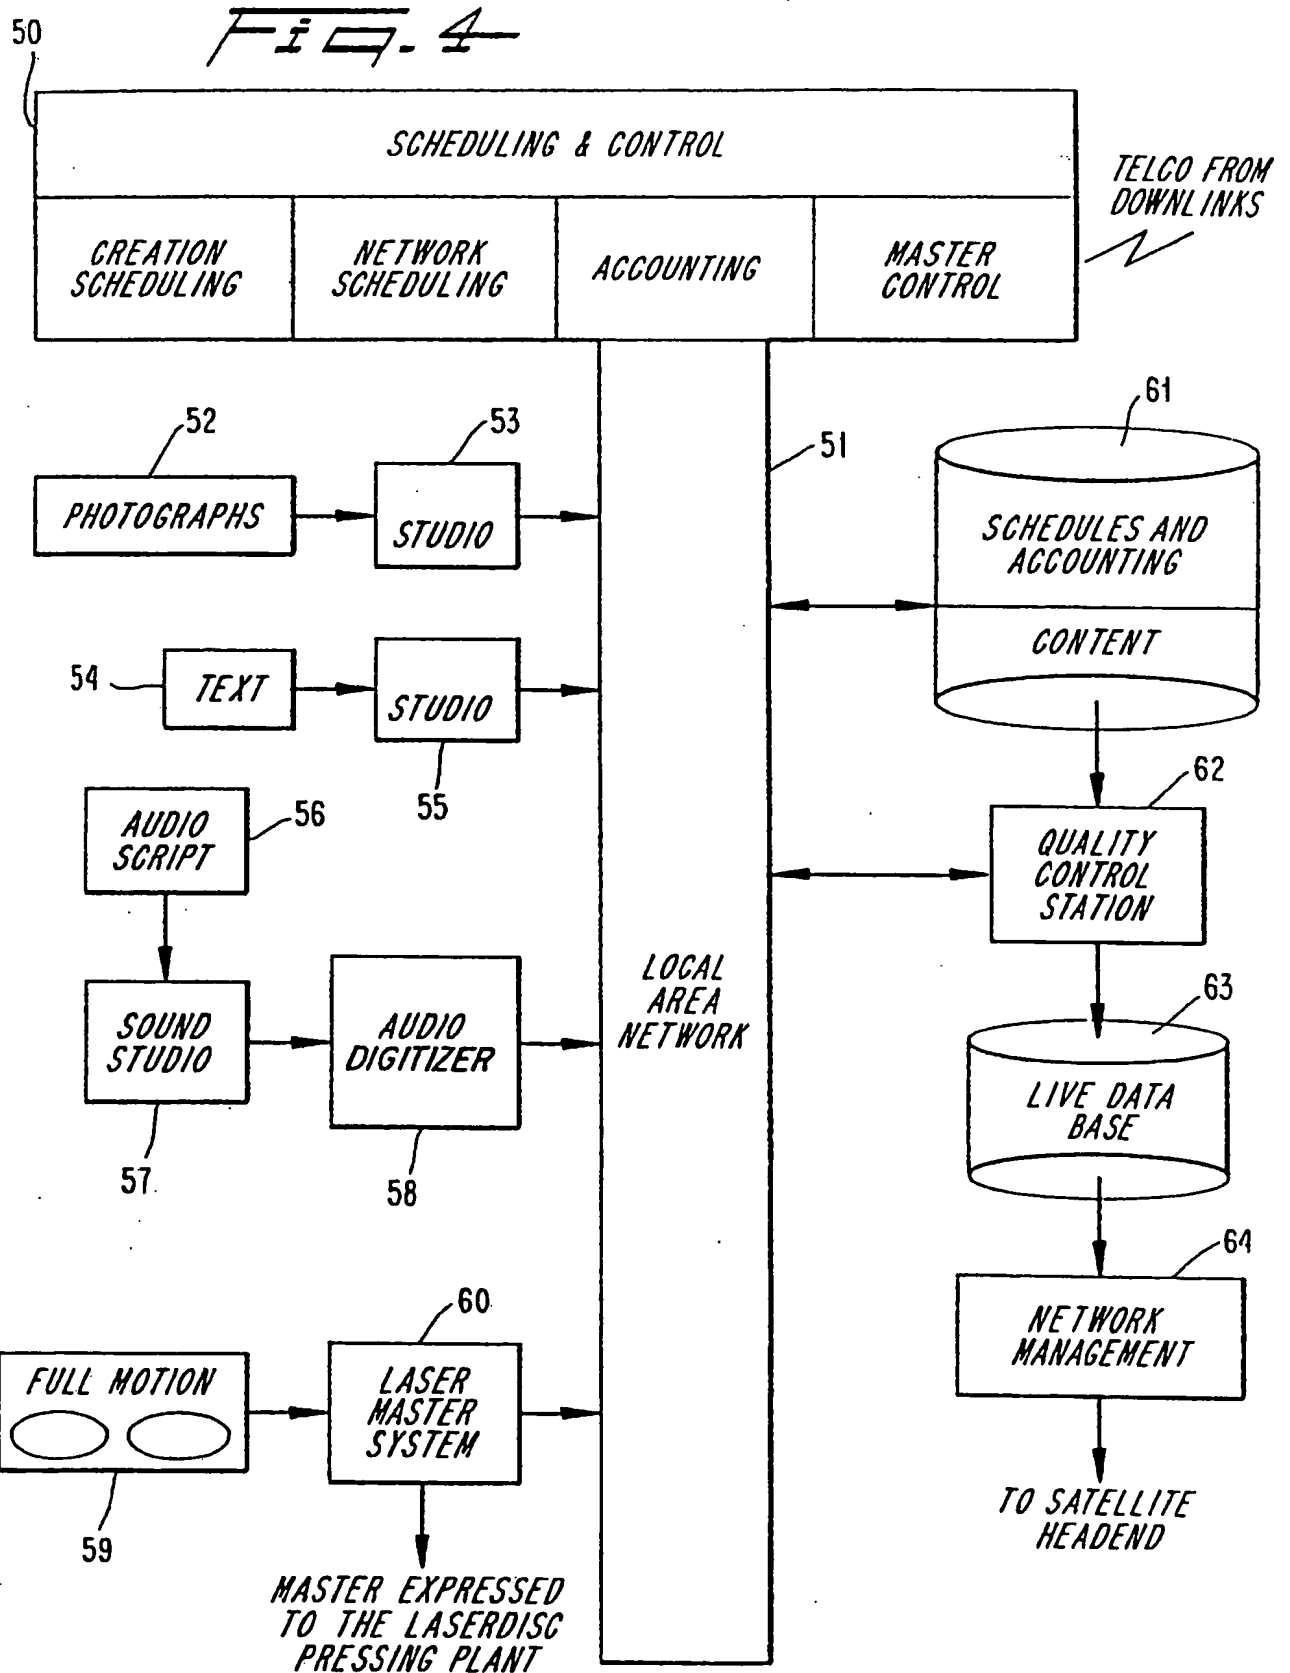 Fig. 4
50
SCHEDULING & CONTROL
TELCO FROM
DOWNLINKS
CREATION
SCHEDULING
NETWORK
SCHEDULING
ACCOUNTING
MASTER
CONTROL
52
PHOTOGRAPHS
53
STUDIO
51
61
SCHEDULES AND
ACCOUNTING
CONTENT
54
TEXT
STUDIO
55
56
AUDIO
SCRIPT
62
QUALITY
CONTROL
STATION
SOUND
STUDIO
57
AUDIO
DIGITIZER
58
LOCAL
AREA
NETWORK
63
LIVE DATA
BASE
64
NETWORK
MANAGEMENT
60
FULL MOTION
59
LASER
MASTER
SYSTEM
TO SATELLITE
HEADEND
MASTER EXPRESSED
TO THE LASERDISC
PRESSING PLANT